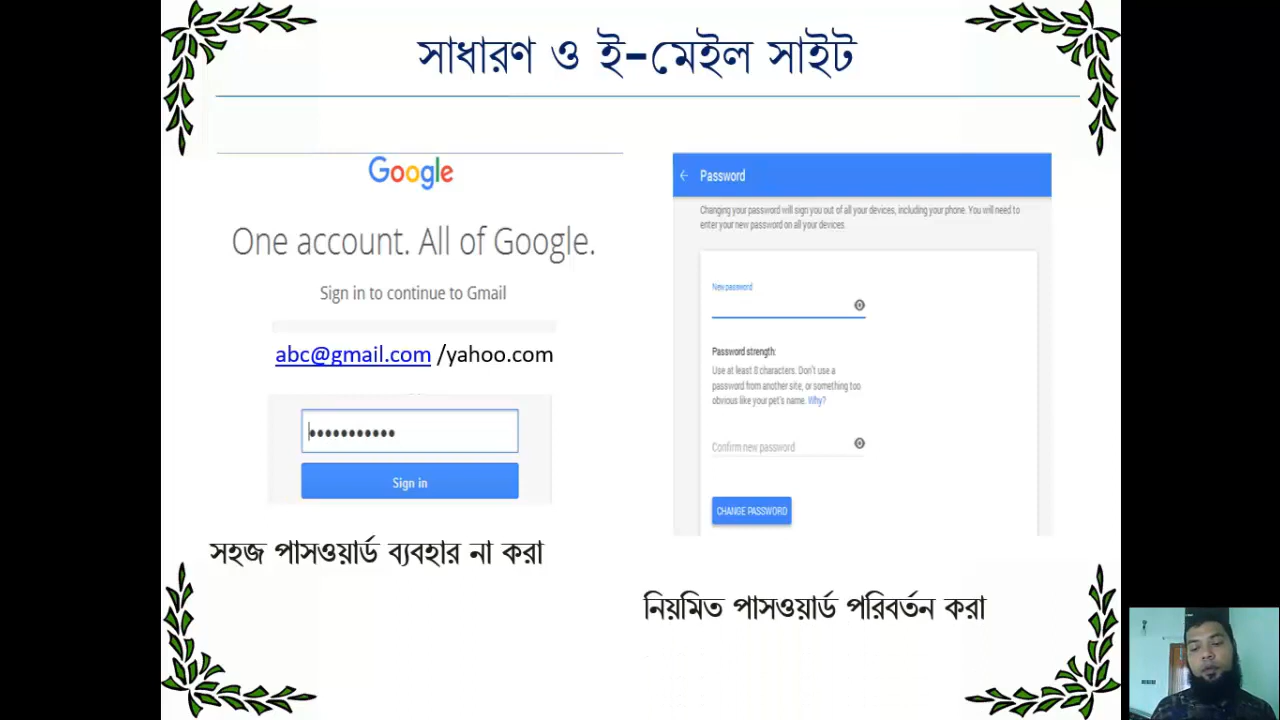 সাধারণ ও ই-মেইল সাইট
Google
One account. All of Google.
Sign in to continue to Gmail
abc@gmail.com /yahoo.com
Sign in
সহজ পাসওয়ার্ড ব্যবহার না করা
Password
Changing your password will sign you out of all your devices, including your phone. You will need to
enter your new password on all your devices.
New password
Password strength:
Use at least 8 characters. Don't use a
password from another site, or something too
obvious like your pet's name. Why?
Confirm new password
CHANGE PASSWORD
নিয়মিত পাসওয়ার্ড পরিবর্তন করা